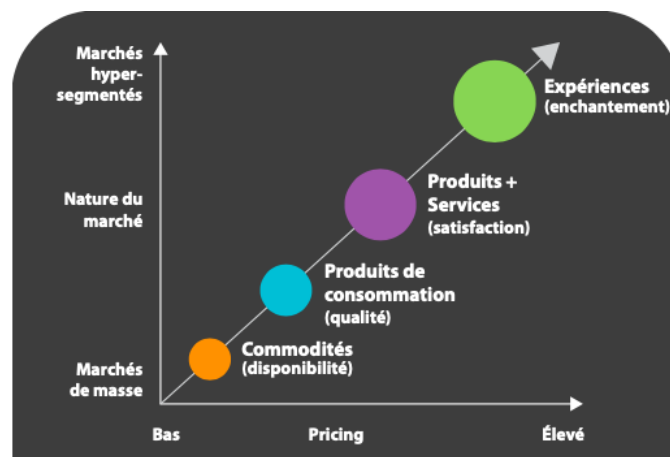 Marchés
hyper-
segmentés
Expériences
(enchantement)
Nature du
marché
Produits +
Services
(satisfaction)
Produits de
consommation
(qualité)
Marchés
de masse
Commodités
(disponibilité)
Bas
Pricing
Élevé